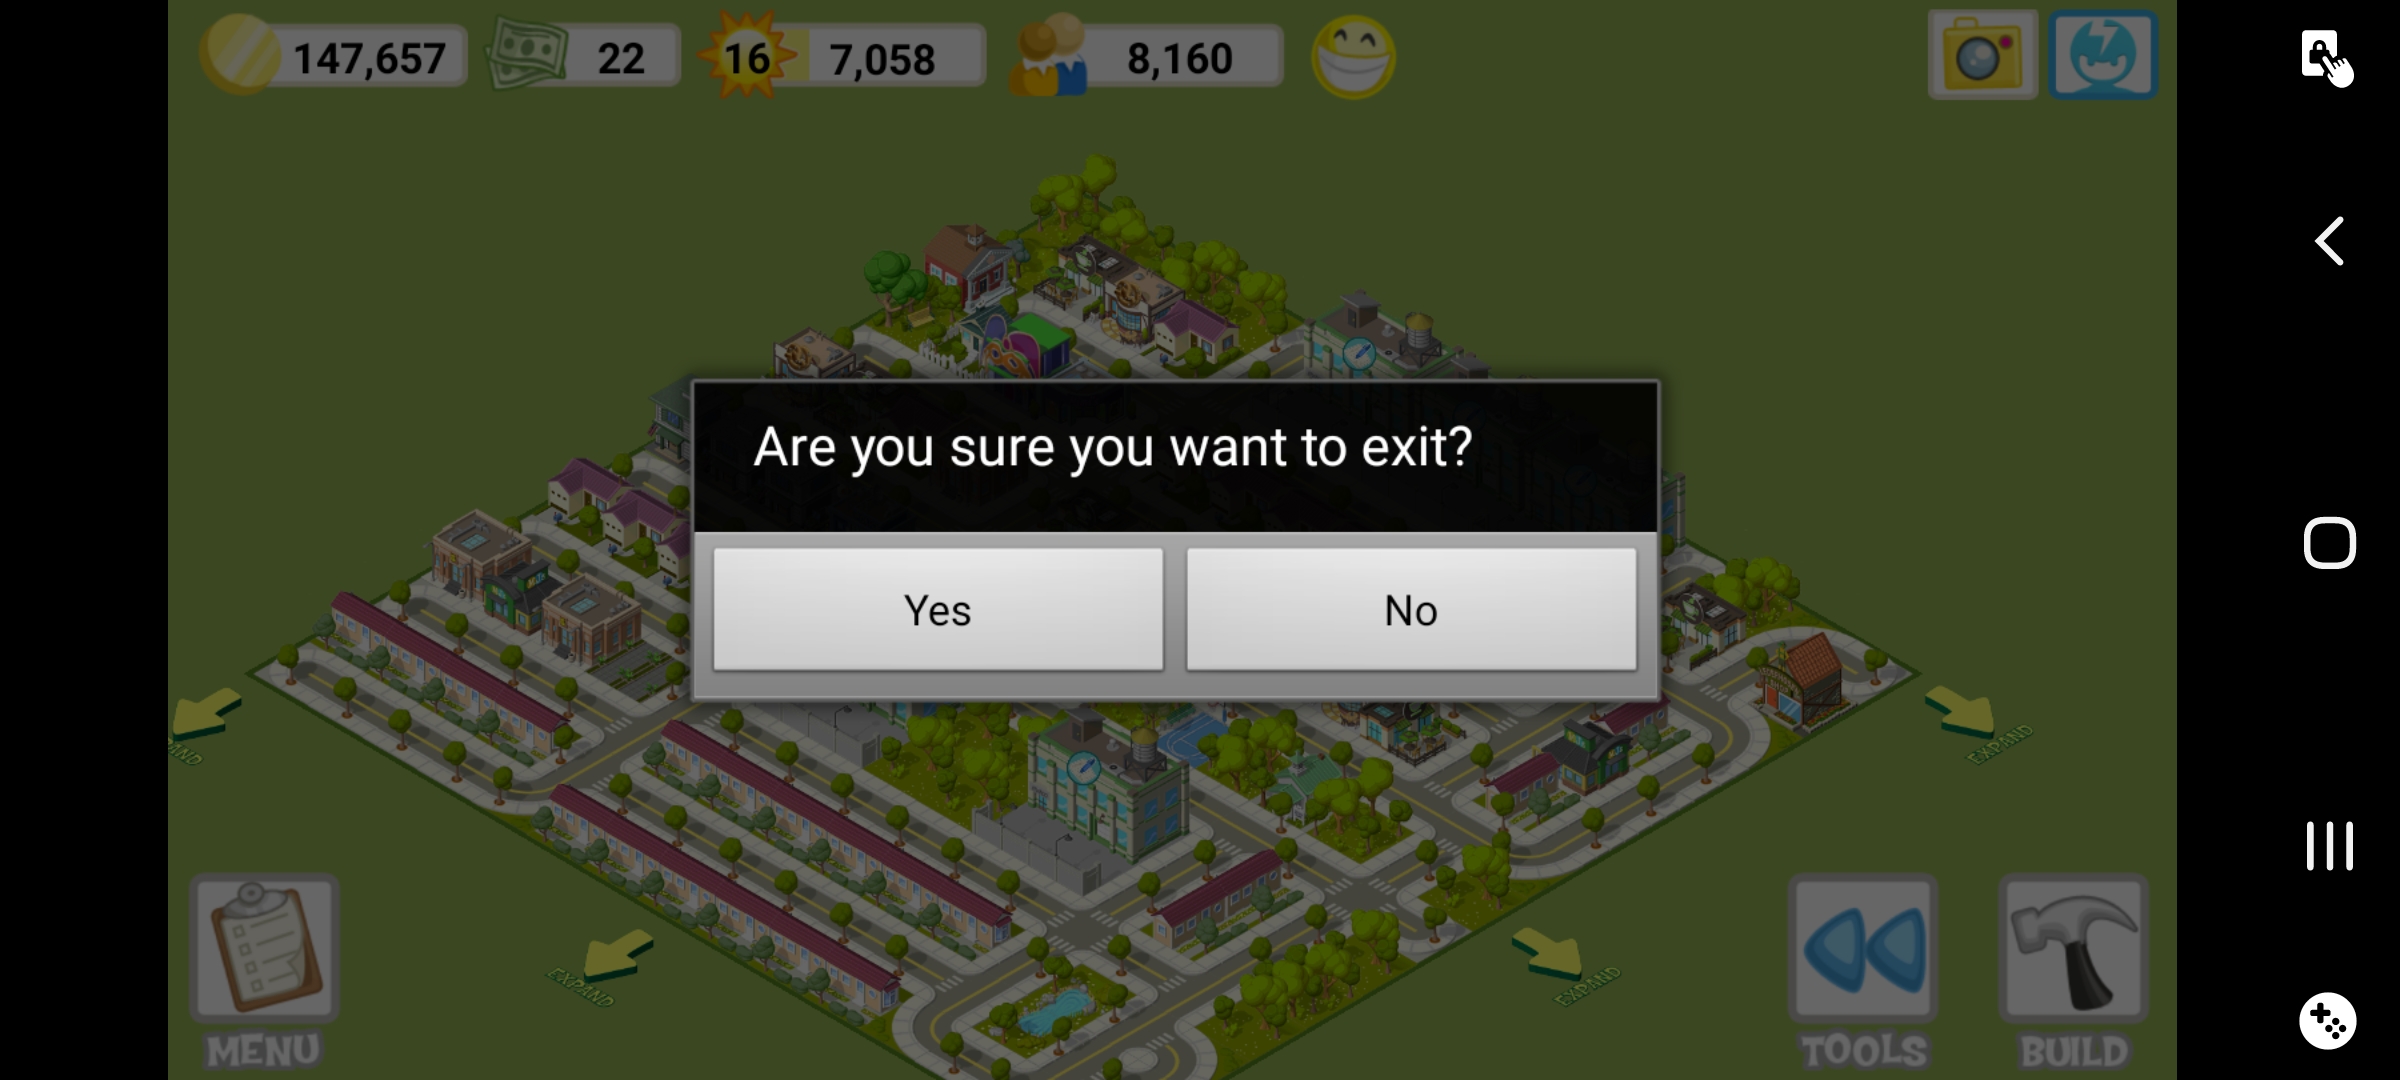 147,657
22
16
7,058
8,160
Are you sure you want to exit?
Yes
No
EXPAND
EXPAND
EXPAND
MENU
TOOLS
BUILD